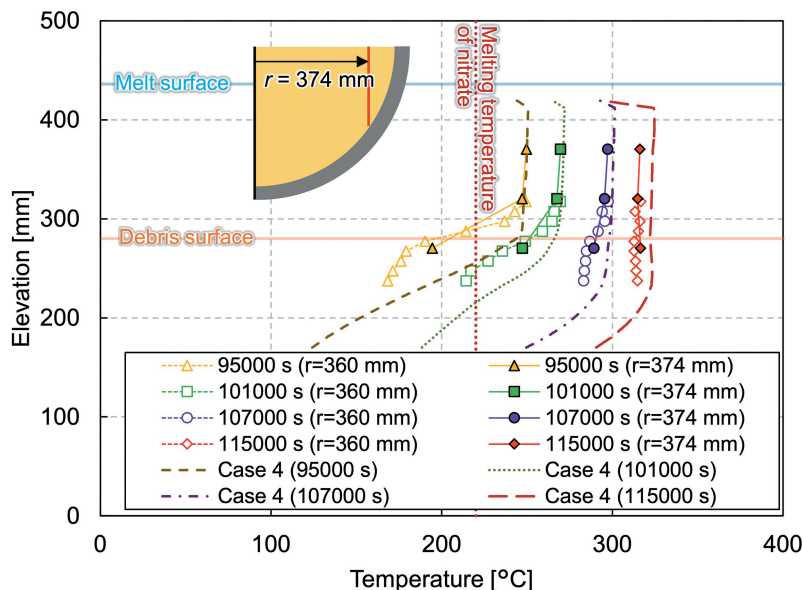 500
400
300
200
100
0
Elevation [mm]
Melt surface
Debris surface
r = 374 mm
Melting temperature
of nitrate
95000 s (r=360 mm)
95000 s (r=374 mm)
101000 s (r=360 mm)
101000 s (r=374 mm)
107000 s (r=360 mm)
107000 s (r=374 mm)
115000 s (r=360 mm)
115000 s (r=374 mm)
Case 4 (95000 s)
Case 4 (101000 s)
Case 4 (107000 s)
Case 4 (115000 s)
0
100
200
300
400
Temperature [°C]